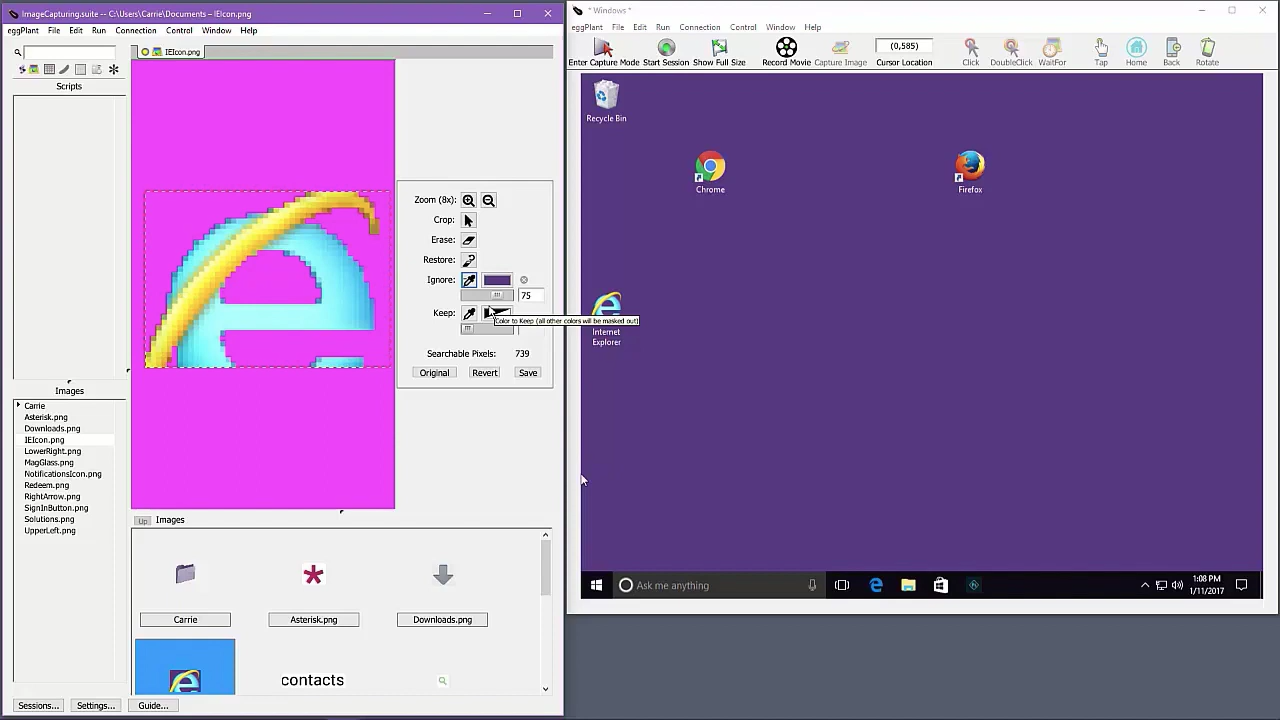 ImageCapturing.suite -- C:\Users\Carrie\Documents – IEIcon.png
eggPlant File Edit Run Connection Control Window Help
IEIcon.png
Scripts
Zoom (8x):
Crop:
Erase:
Restore:
Ignore:
75
Keep:
Color to Keep (all other colors will be masked out)
Searchable Pixels: 739
Original Revert Save
Images
Carrie
Asterisk.png
Downloads.png
IEIcon.png
LowerRight.png
MagGlass.png
NotificationsIcon.png
Redeem.png
RightArrow.png
SignInButton.png
Solutions.png
UpperLeft.png
Up Images
Carrie Asterisk.png Downloads.png
contacts
Sessions... Settings... Guide...
* Windows *
eggPlant File Edit Run Connection Control Window Help
(0,585)
Enter Capture Mode Start Session Show Full Size Record Movie Capture Image Cursor Location Click DoubleClick WaitFor Tap Home Back Rotate
Recycle Bin
Chrome
Firefox
Internet
Explorer
Ask me anything
1:08 PM
1/11/2017